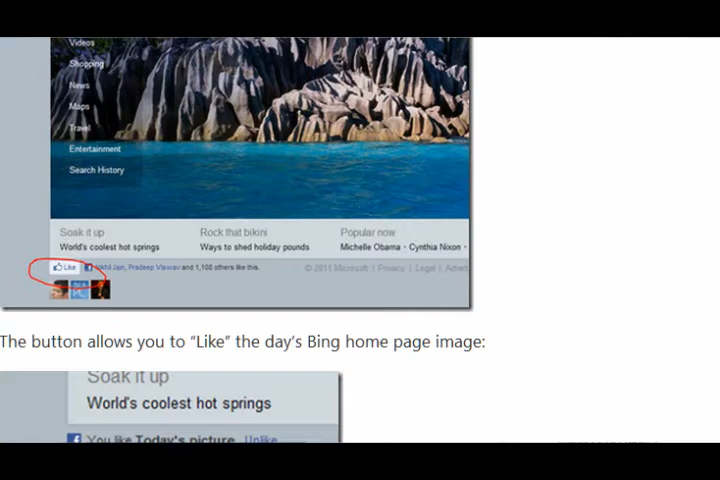 Videos
Shopping
News
Maps
Travel
Entertainment
Search History
Soak it up Rock that bikini Popular now
World's coolest hot springs Ways to shed holiday pounds Michelle Obama · Cynthia Nixon ·
Like Nikhil Jain, Pradeep Viswav and 1,108 others like this. © 2011 Microsoft | Privacy | Legal | Advert
The button allows you to “Like” the day’s Bing home page image:
Soak it up
World's coolest hot springs
You like Today's picture. Unlike